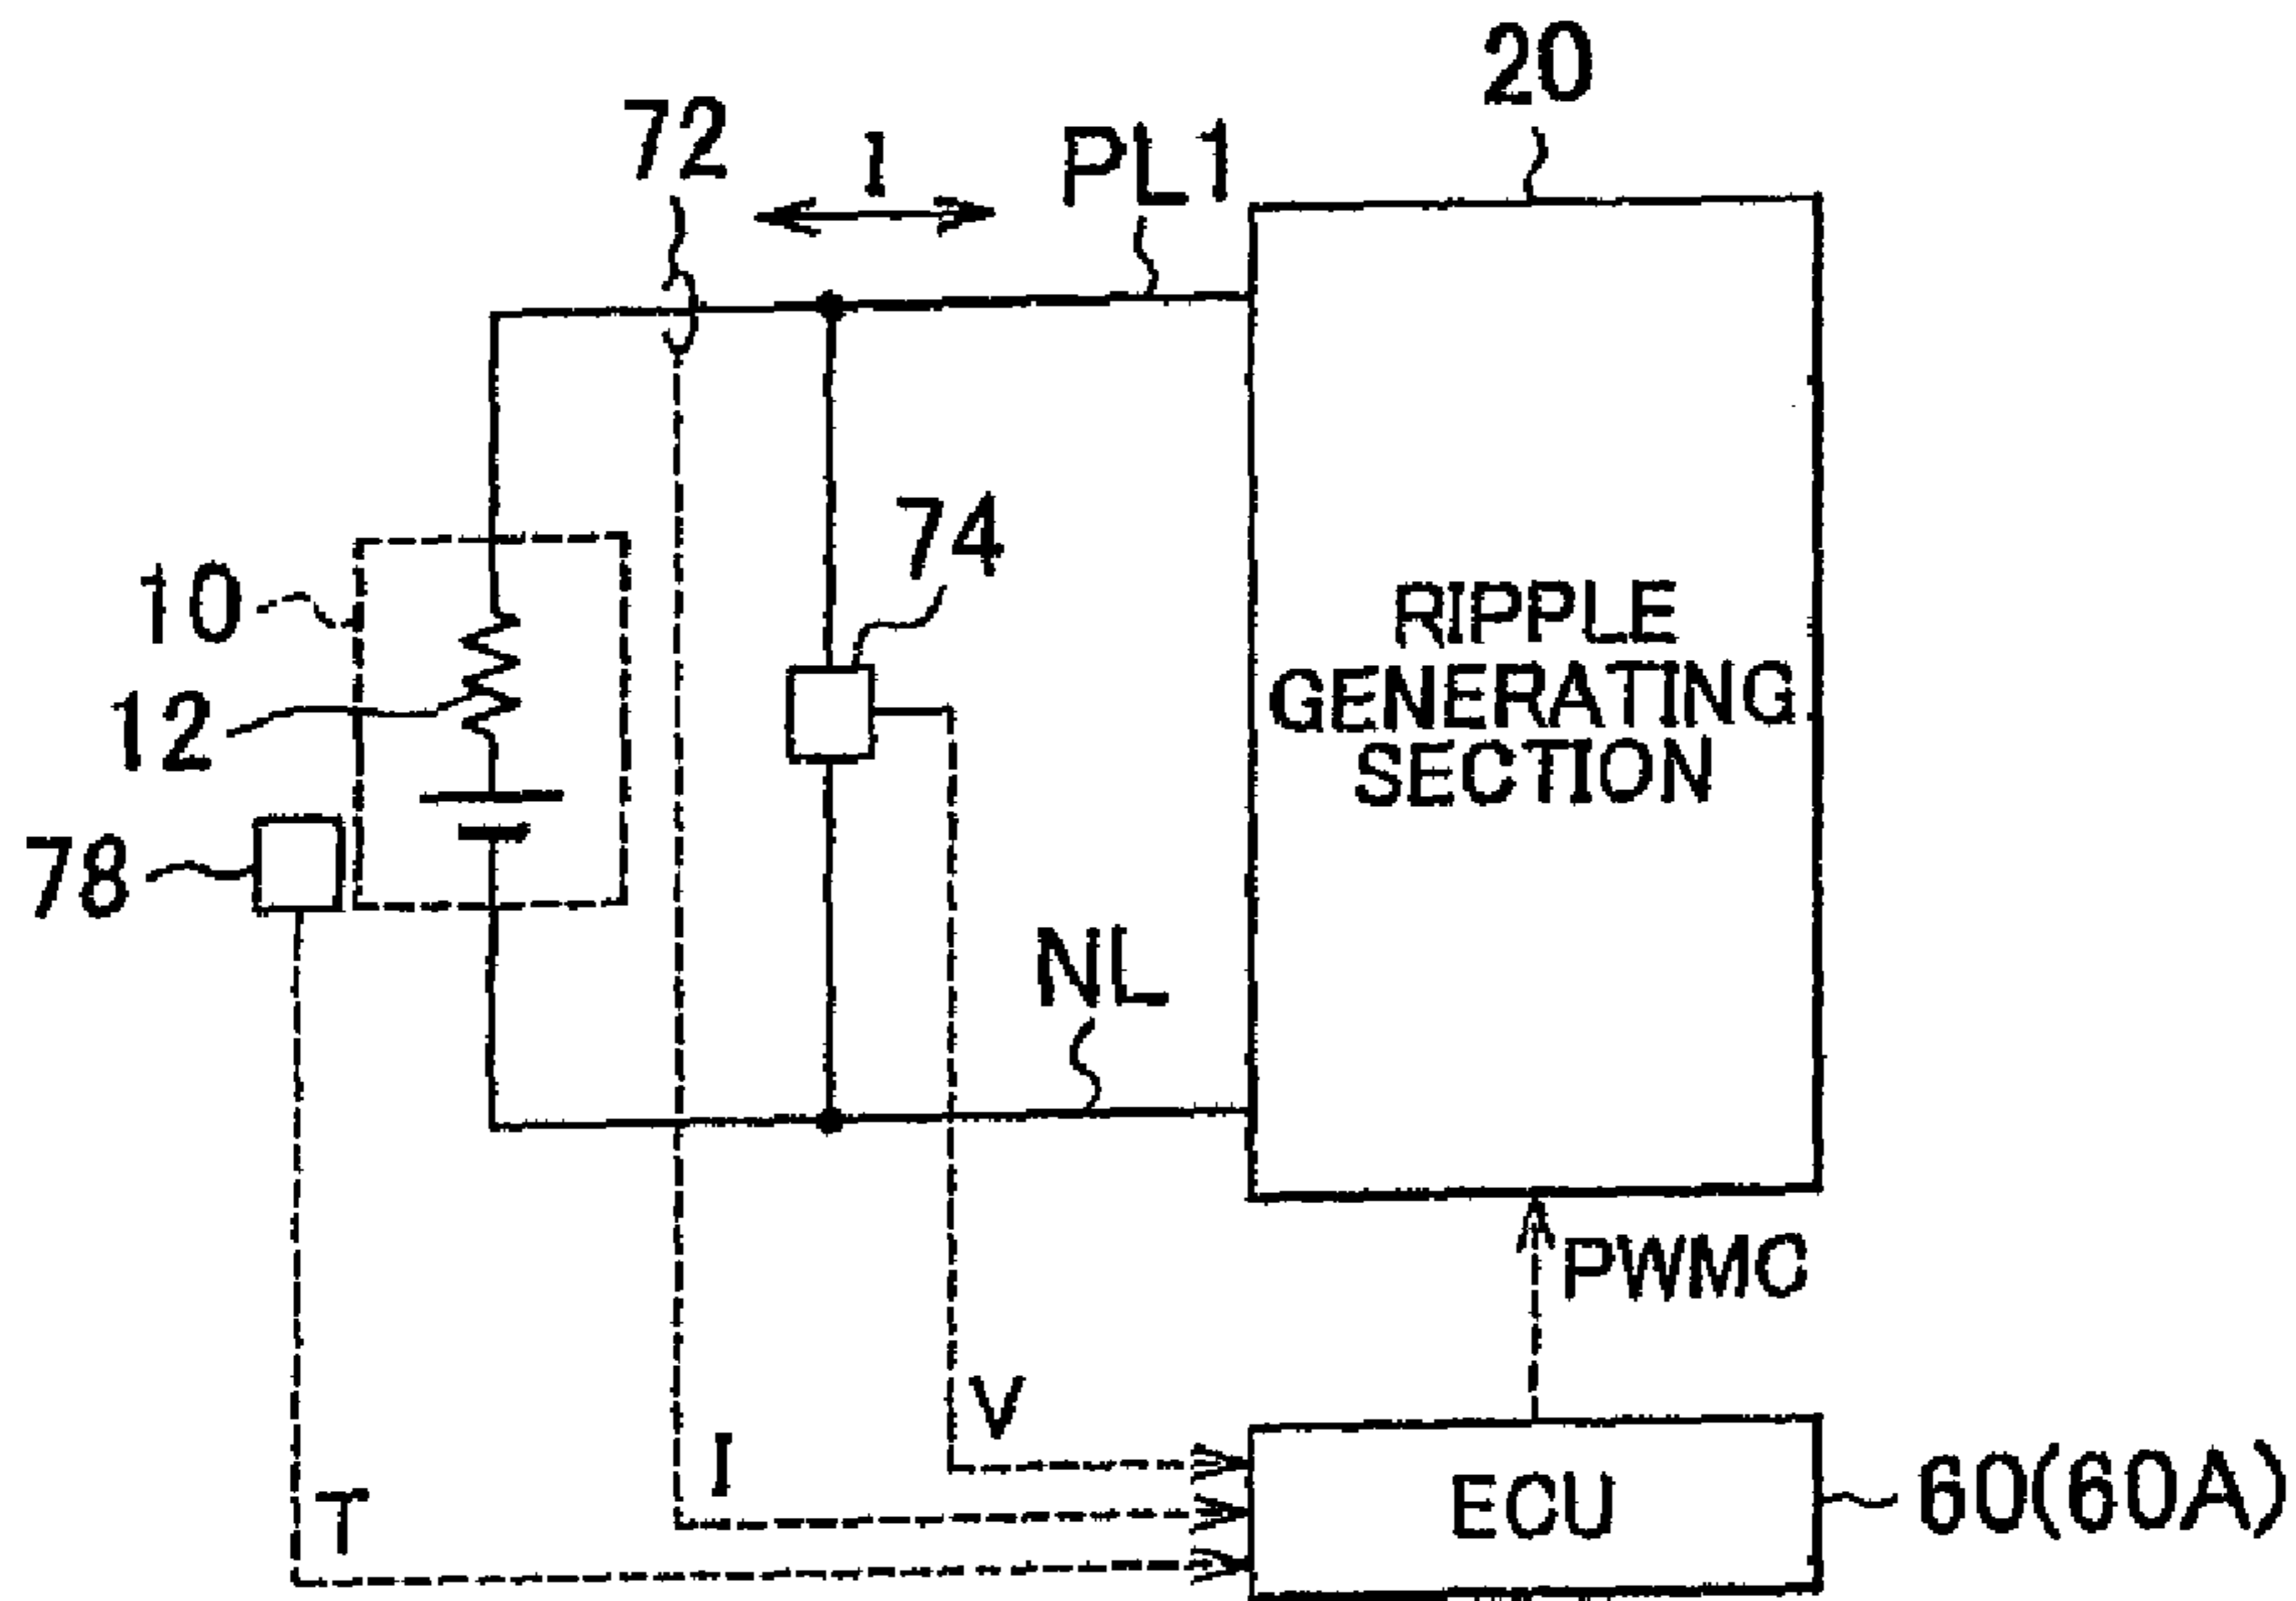 20
72
I
PL1
74
10
RIPPLE
GENERATING
SECTION
12
78
NL
PWMC
V
I
ECU
60(60A)
T